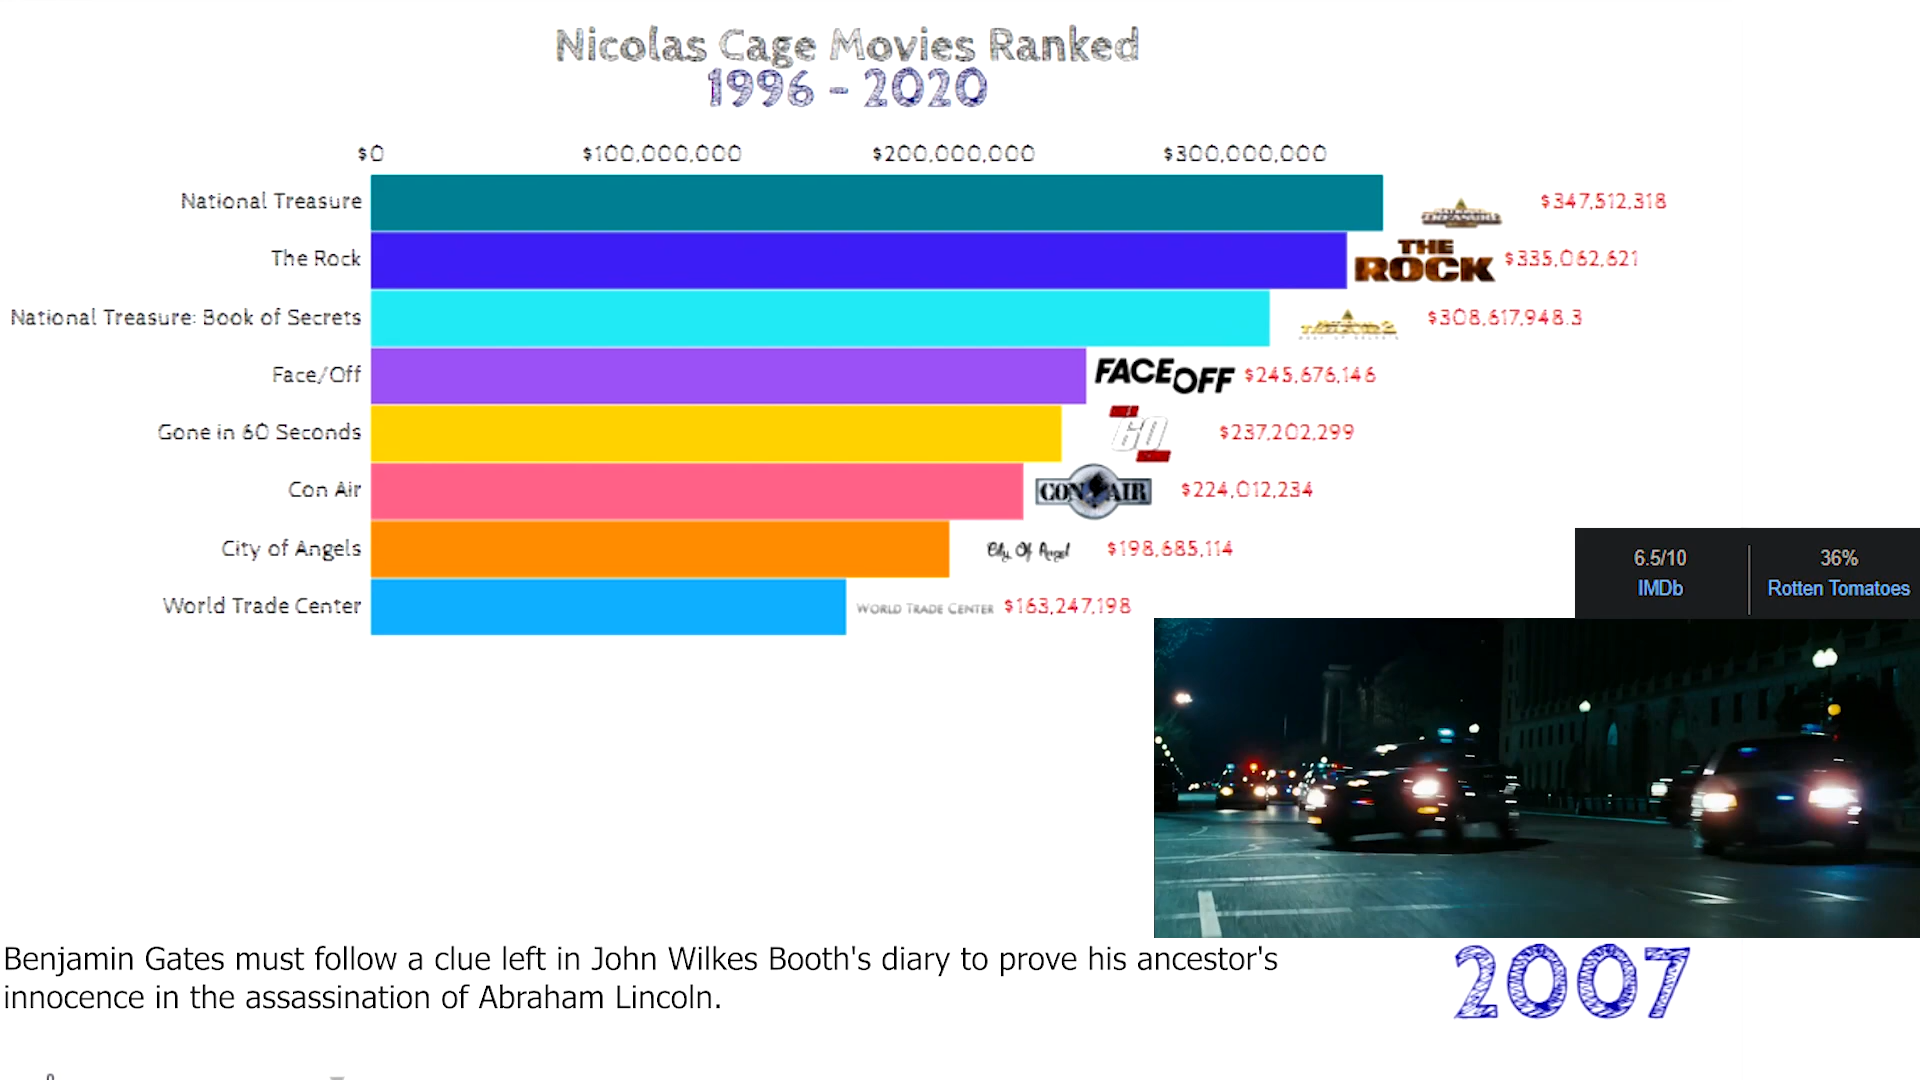 Nicolas Cage Movies Ranked
1996 - 2020
$0 $100,000,000 $200,000,000 $300,000,000
National Treasure $347,512,318
The Rock THE ROCK $335,062,621
National Treasure: Book of Secrets $308,617,948.3
Face/Off FACE OFF $245,676,146
Gone in 60 Seconds 60 $237,202,299
Con Air CON AIR $224,012,234
City of Angels City Of Angel $198,685,114
World Trade Center WORLD TRADE CENTER $163,247,198
6.5/10 36%
IMDb Rotten Tomatoes
Benjamin Gates must follow a clue left in John Wilkes Booth's diary to prove his ancestor's
innocence in the assassination of Abraham Lincoln.
2007